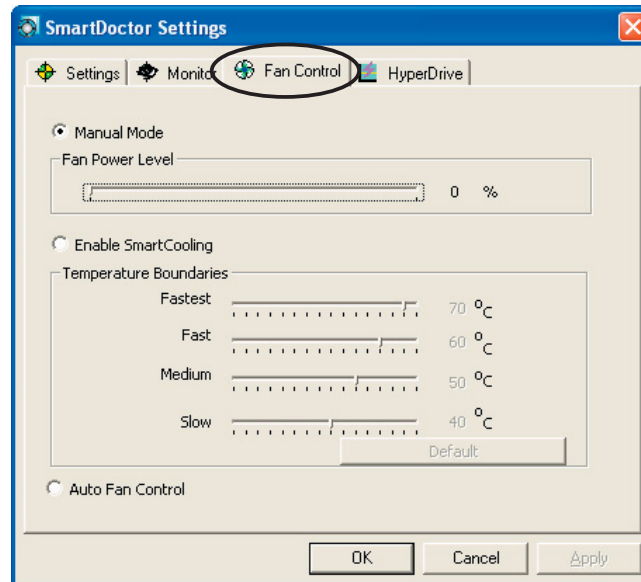 SmartDoctor Settings
Settings Monitor Fan Control HyperDrive
Manual Mode
Fan Power Level
0 %
Enable SmartCooling
Temperature Boundaries
Fastest 70 °C
Fast 60 °C
Medium 50 °C
Slow 40 °C
Default
Auto Fan Control
OK Cancel Apply